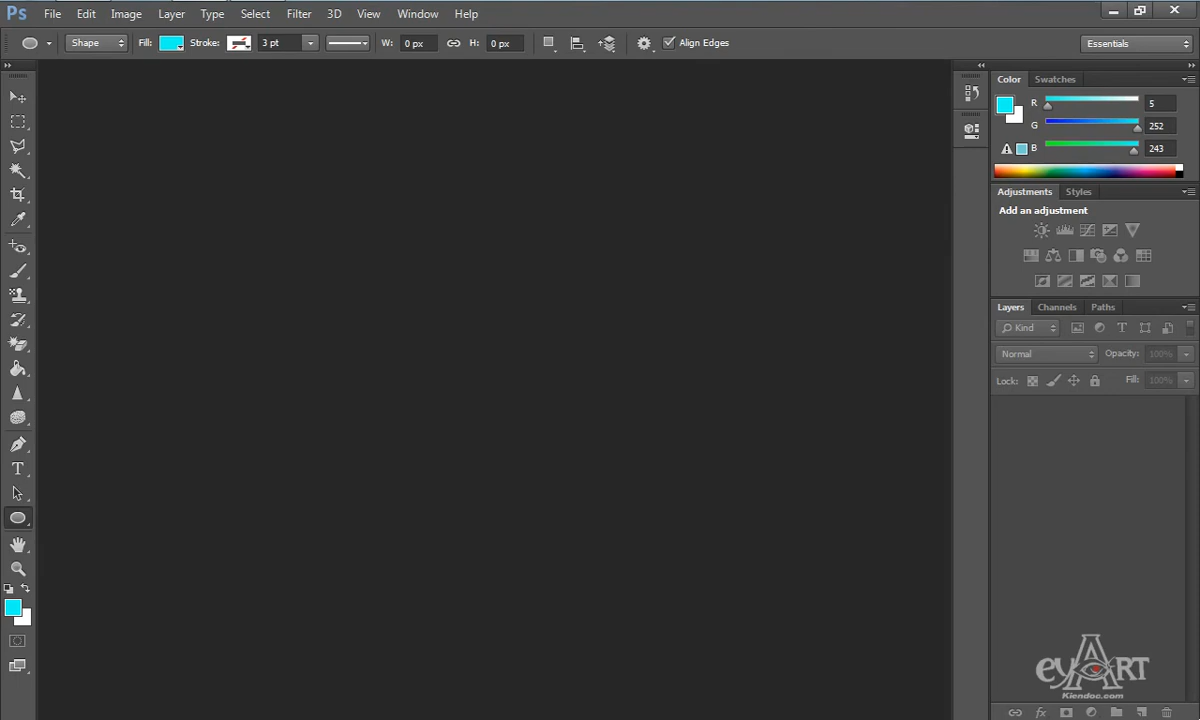 Ps File Edit Image Layer Type Select Filter 3D View Window Help
Shape Fill: Stroke: 3 pt W: 0 px H: 0 px Align Edges Essentials
Color Swatches
R 5
G 252
B 243
Adjustments Styles
Add an adjustment
Layers Channels Paths
Kind T
Normal Opacity: 100%
Lock: Fill: 100%
T
eyART
Kiendoc.com
fx